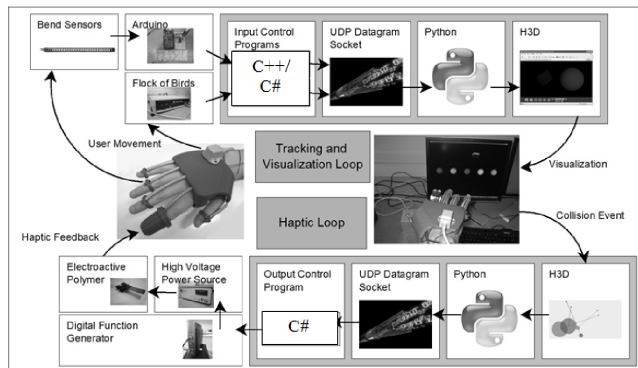 Bend Sensors
Arduino
Input Control
Programs
C++/
C#
UDP Datagram
Socket
Python
H3D
Flock of Birds
User Movement
Tracking and
Visualization Loop
Visualization
Haptic Loop
Haptic Feedback
Collision Event
Electroactive
Polymer
High Voltage
Power Source
Digital Function
Generator
Output Control
Program
C#
UDP Datagram
Socket
Python
H3D